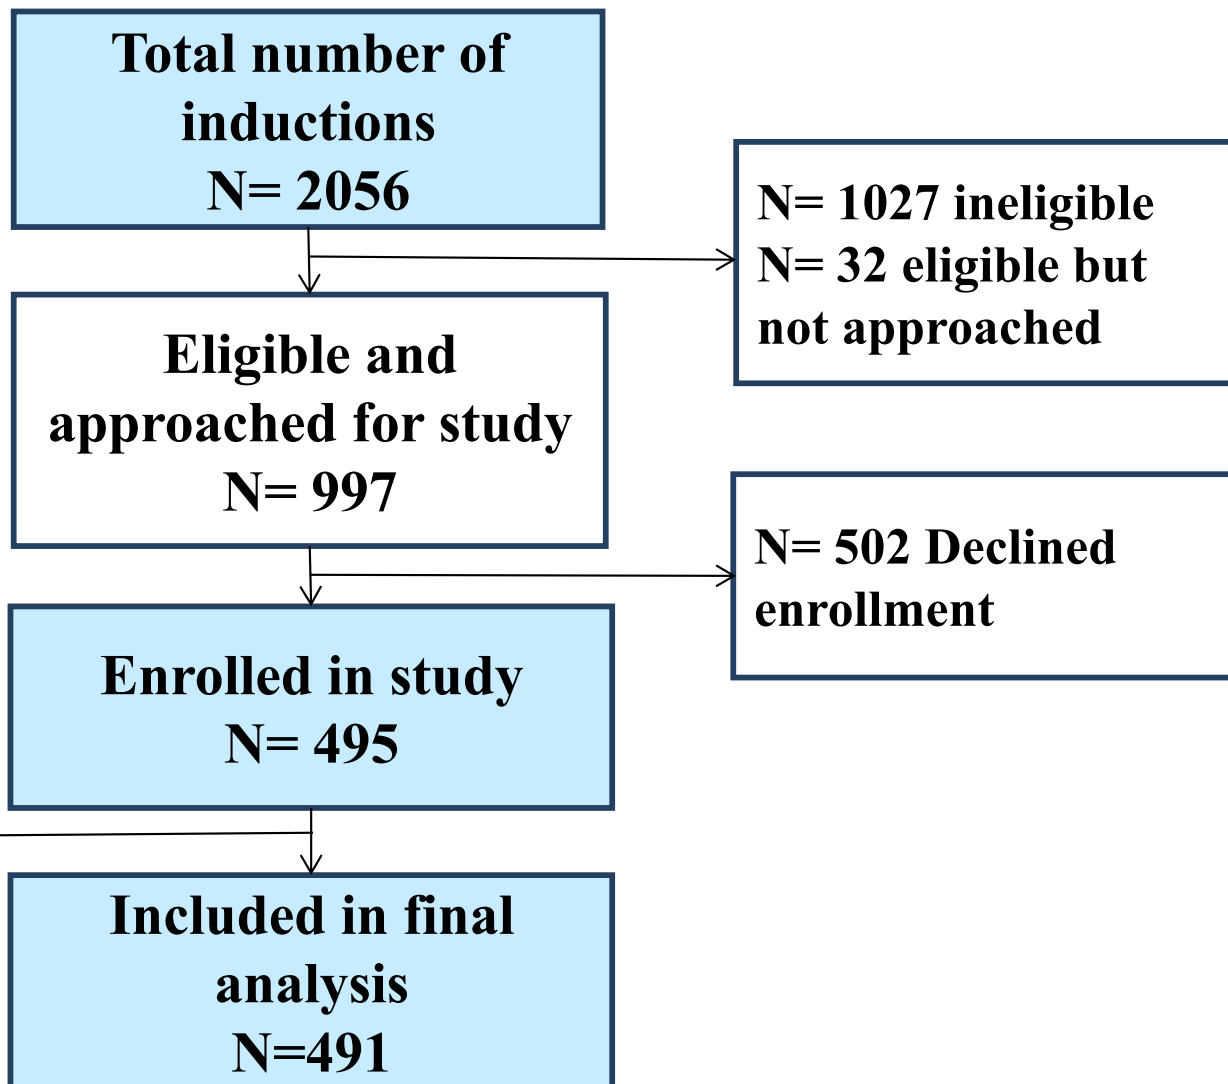 Total number of
inductions
N= 2056
N= 1027 ineligible
N= 32 eligible but
not approached
Eligible and
approached for study
N= 997
N= 502 Declined
enrollment
Enrolled in study
N= 495
Included in final
analysis
N=491